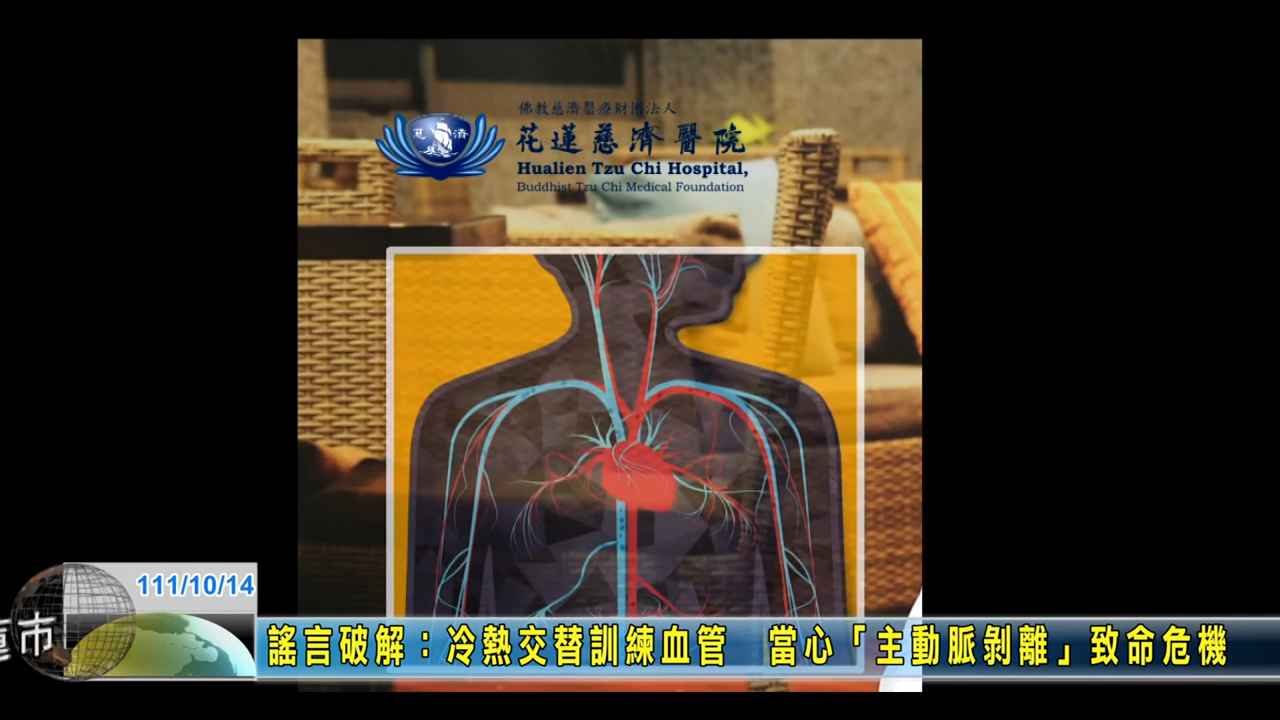 佛教慈濟醫療財團法人
慈濟
花蓮慈濟醫院
Hualien Tzu Chi Hospital,
Buddhist Tzu Chi Medical Foundation
111/10/14
市
謠言破解：冷熱交替訓練血管 當心「主動脈剝離」致命危機